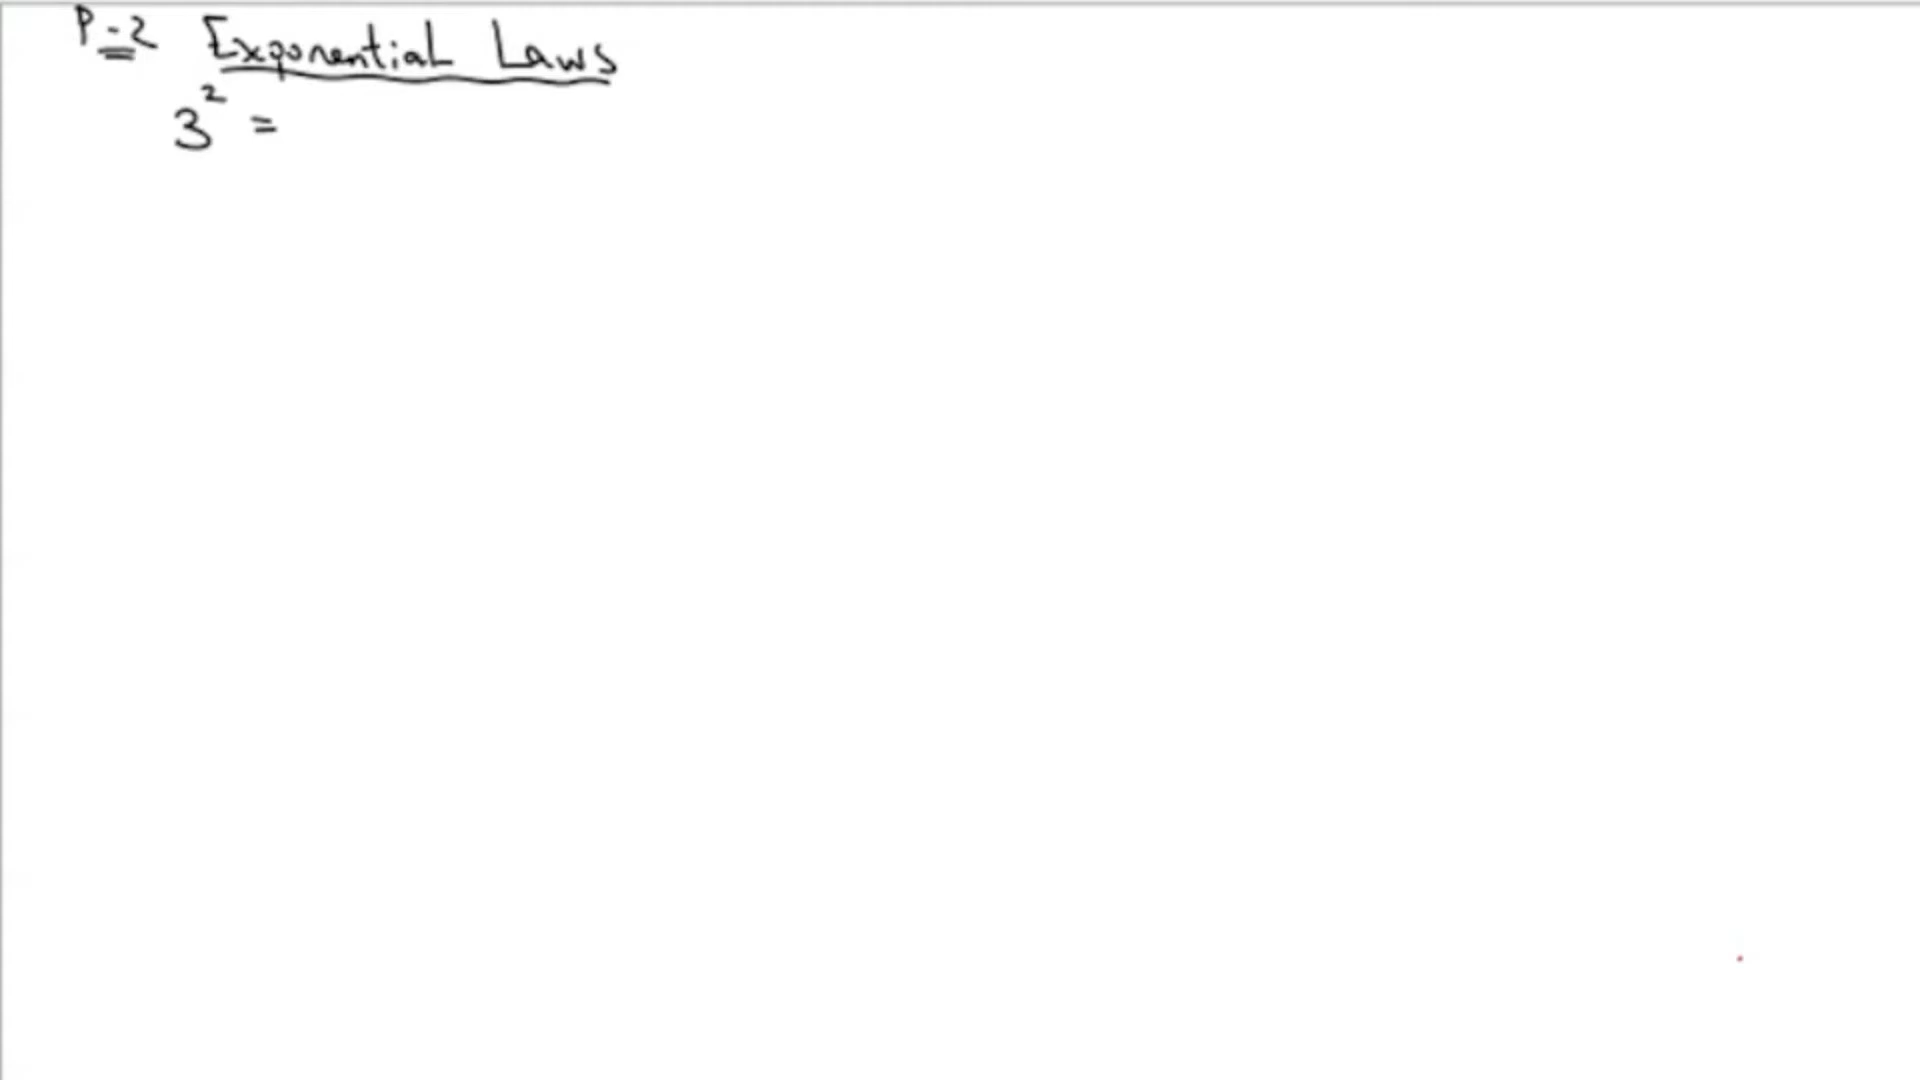 P-2 Exponential Laws
3² =